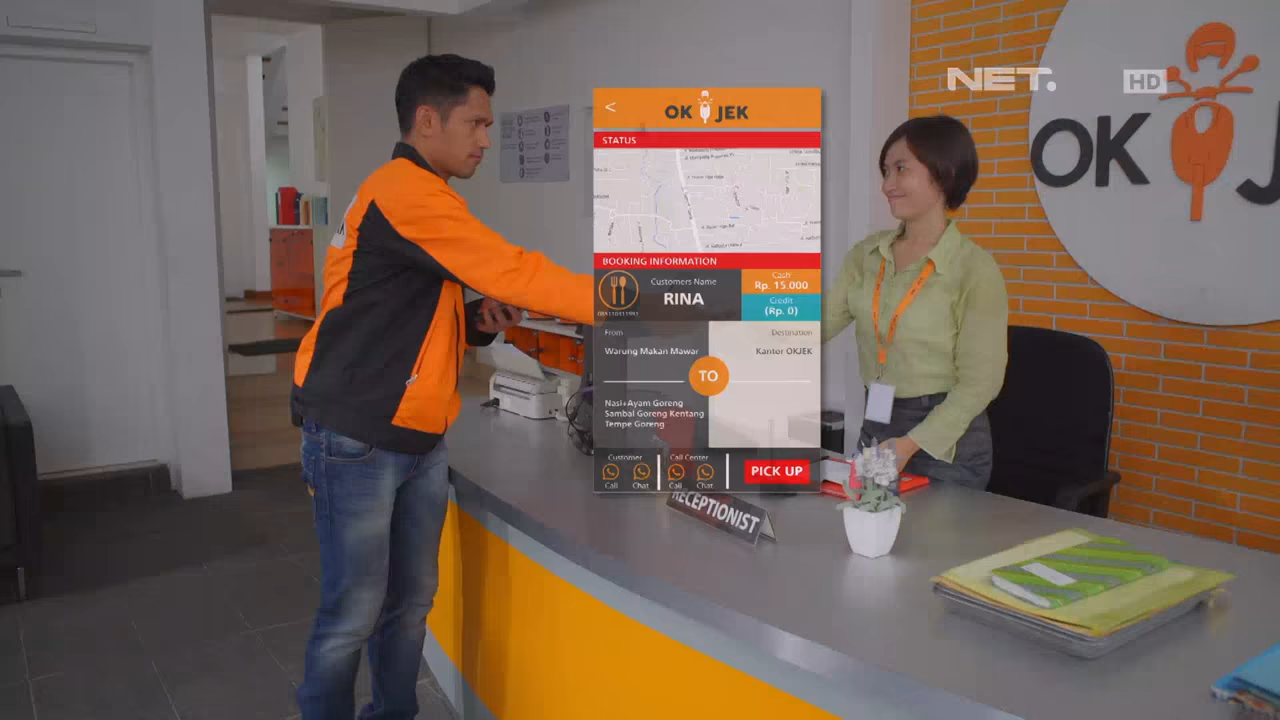 NET.
HD
OK JEK
<
OK JEK
STATUS
BOOKING INFORMATION
Customers Name
RINA
Cash
Rp. 15.000
Credit
(Rp. 0)
From
Warung Makan Mawar
Destination
Kantor OKJEK
TO
Nasi+Ayam Goreng
Sambal Goreng Kentang
Tempe Goreng
Customer
Call
Chat
Call Center
Call
Chat
PICK UP
RECEPTIONIST